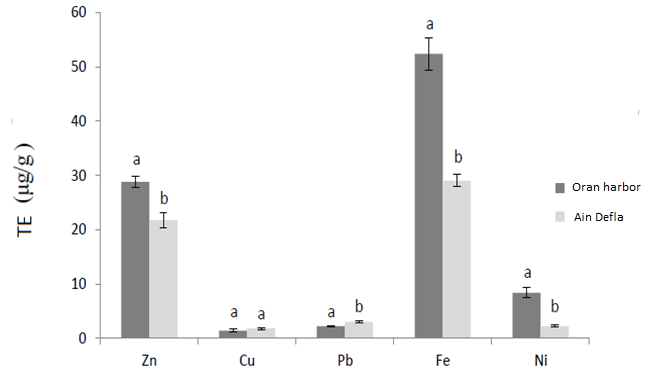 60
50
40
30
20
10
0
TE (µg/g )
a
b
a
a
a
b
a
b
a
b
Zn
Cu
Pb
Fe
Ni
Oran harbor
Ain Defla